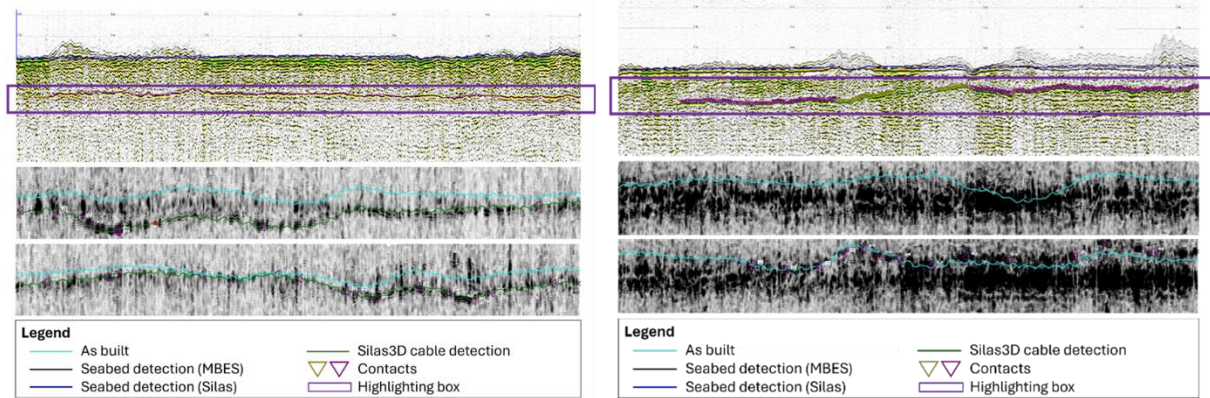 Legend
As built
Seabed detection (MBES)
Seabed detection (Silas)
Silas3D cable detection
Contacts
Highlighting box
Legend
As built
Seabed detection (MBES)
Seabed detection (Silas)
Silas3D cable detection
Contacts
Highlighting box